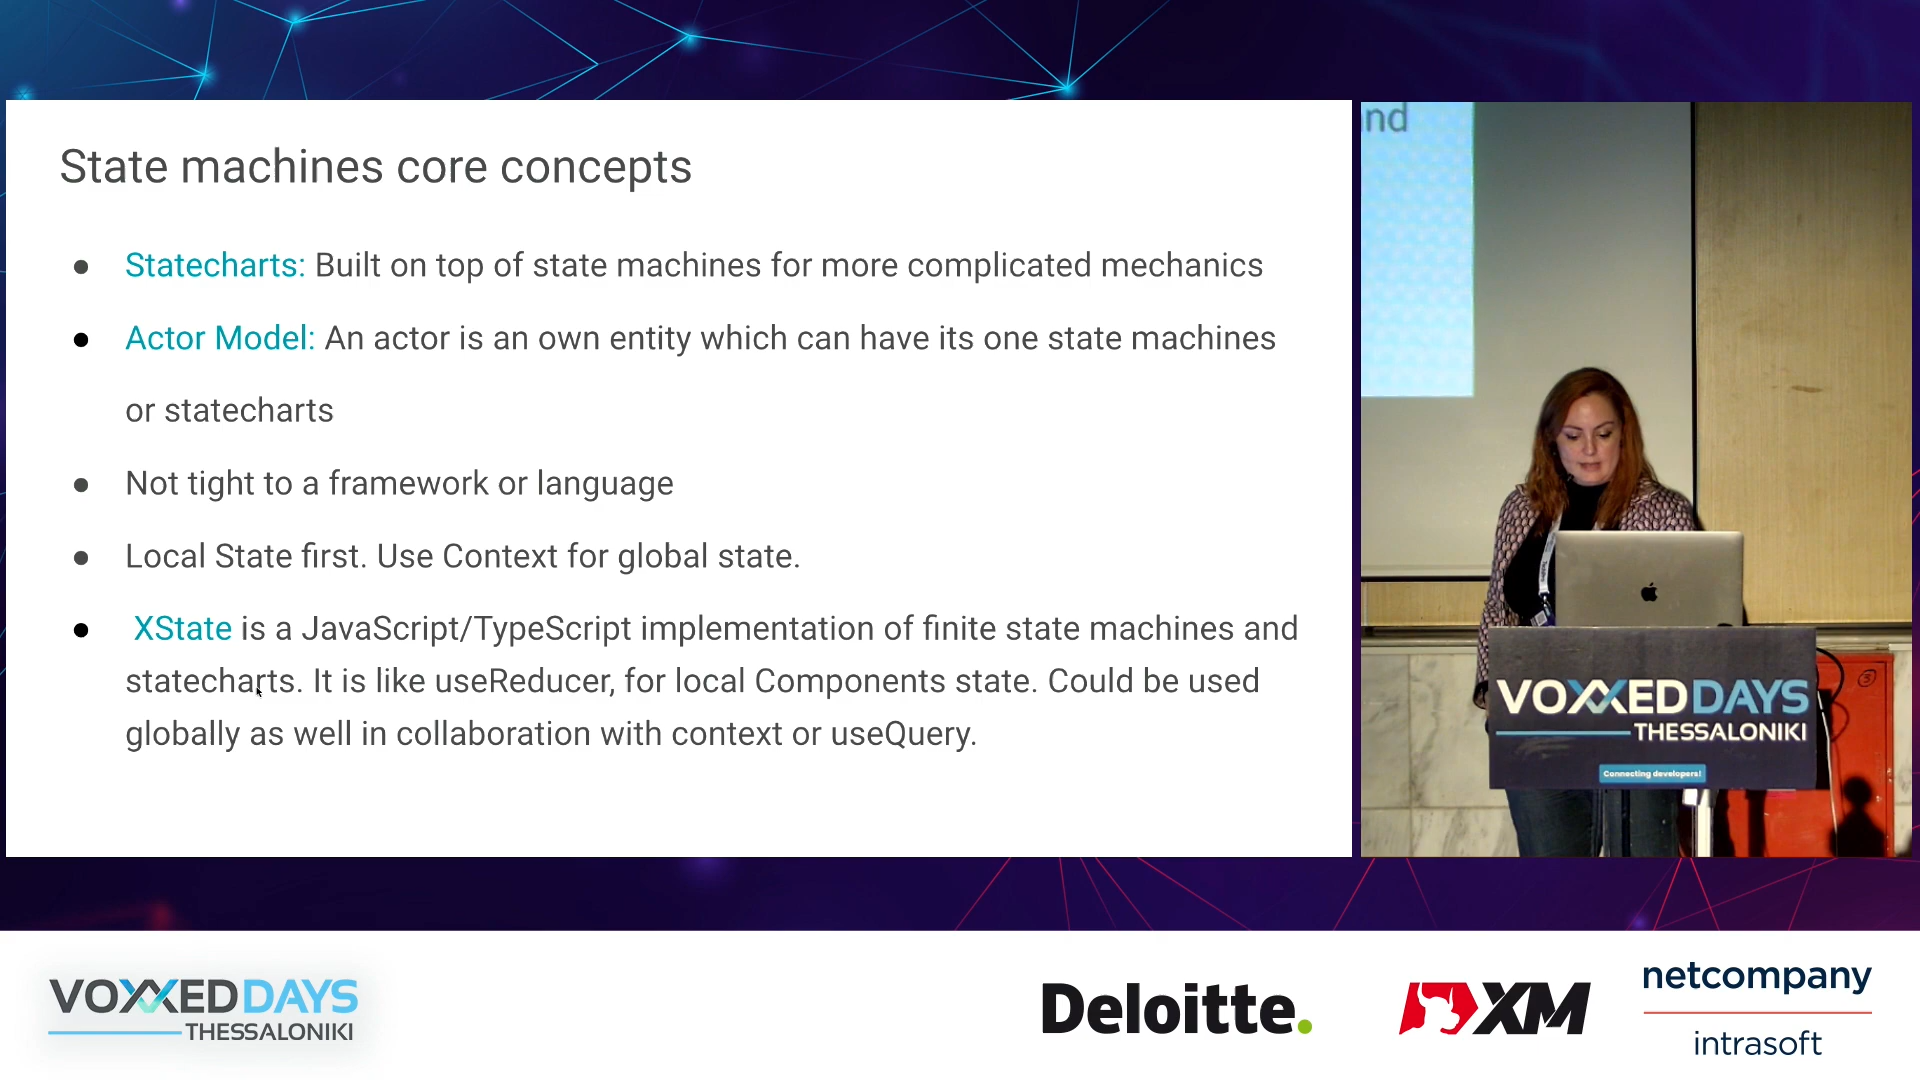 State machines core concepts
● Statecharts: Built on top of state machines for more complicated mechanics
● Actor Model: An actor is an own entity which can have its one state machines
or statecharts
● Not tight to a framework or language
● Local State first. Use Context for global state.
● XState is a JavaScript/TypeScript implementation of finite state machines and
statecharts. It is like useReducer, for local Components state. Could be used
globally as well in collaboration with context or useQuery.
nd
VOXXED DAYS
THESSALONIKI
Connecting developers!
VOXXED DAYS
THESSALONIKI
Deloitte.
XM
netcompany
intrasoft